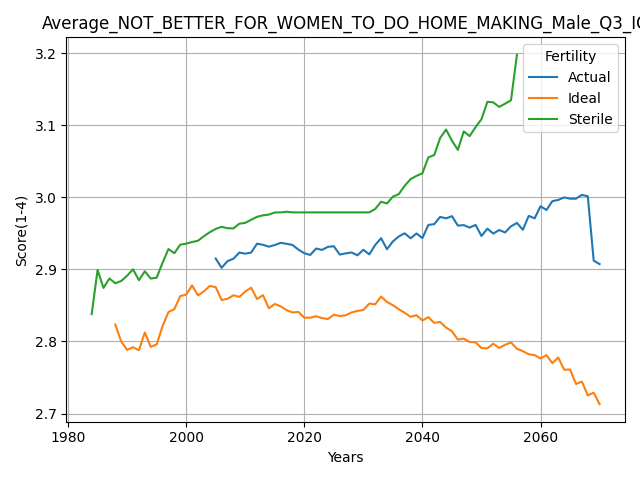 Average_NOT_BETTER_FOR_WOMEN_TO_DO_HOME_MAKING_Male_Q3_IQ
Fertility
Actual
Ideal
Sterile
Score(1-4)
3.2
3.1
3.0
2.9
2.8
2.7
1980 2000 2020 2040 2060
Years